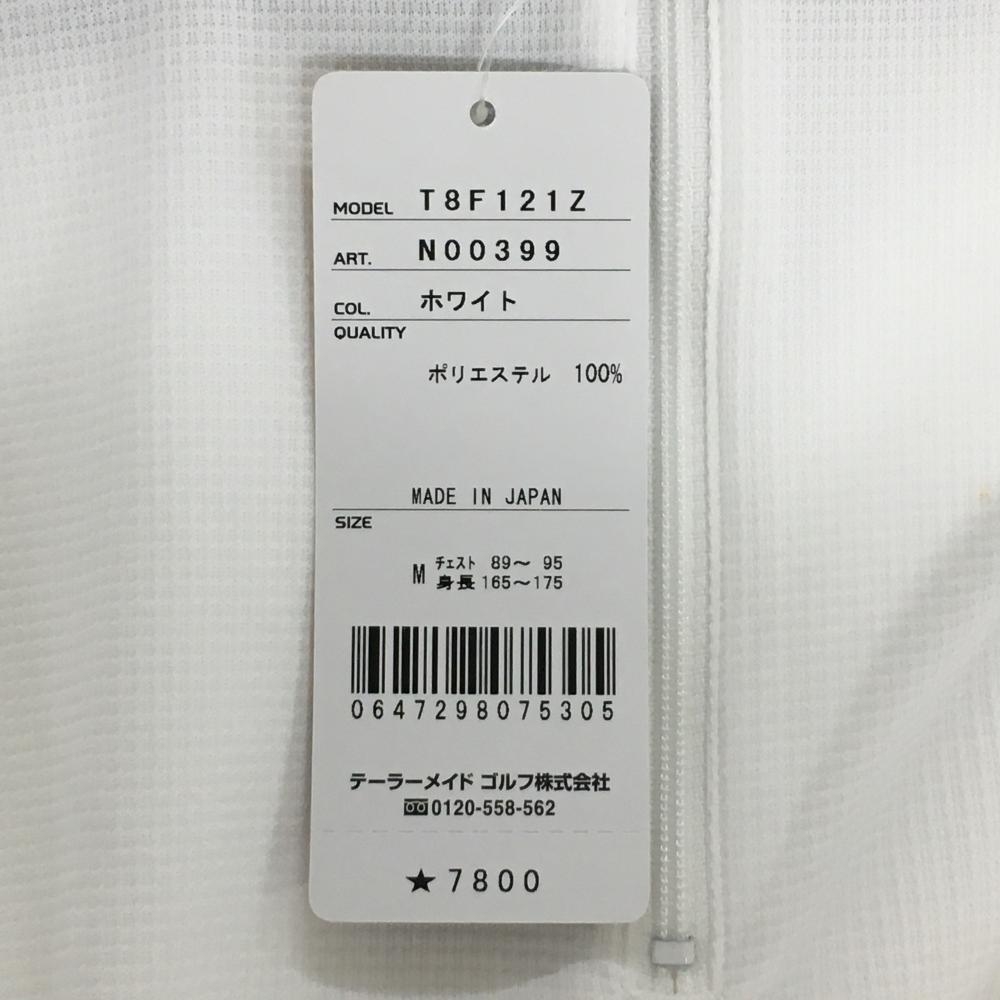 MODEL T8F121Z
ART. N00399
COL. ホワイト
QUALITY
ポリエステル 100%
MADE IN JAPAN
SIZE
M チェスト 89～ 95
身長 165～175
0647298075305
テーラーメイド ゴルフ株式会社
0120-558-562
★7800